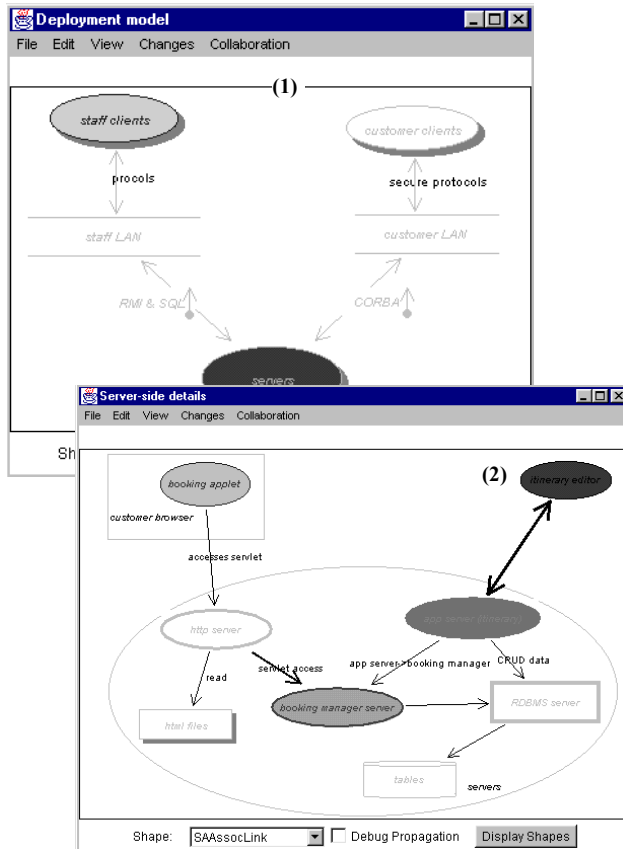 Deployment model
File Edit View Changes Collaboration
(1)
staff clients
customer clients
procols
secure protocols
staff LAN
customer LAN
RMI & SQL
CORBA
servers
Sh
Server-side details
File Edit View Changes Collaboration
(2)
booking applet
itinerary editor
customer browser
accesses servlet
http server
app server (itinerary)
servlet access
app server->booking manager
CRUD data
read
booking manager server
RDBMS server
html files
tables
servers
Shape: SAAssocLink Debug Propagation Display Shapes